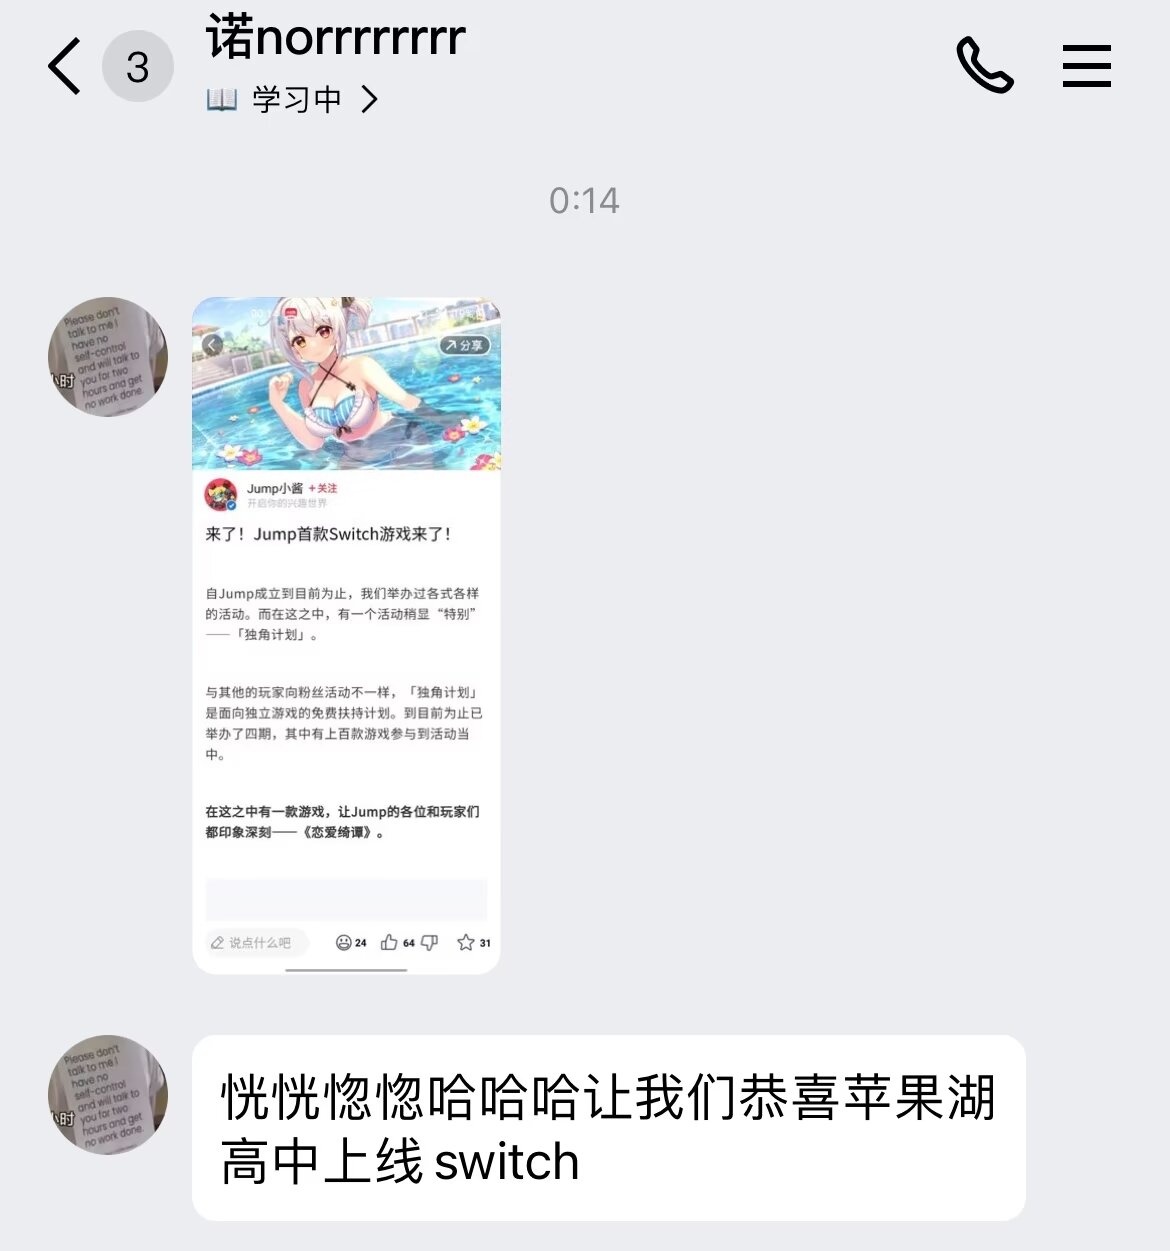 3
诺norrrrrrrr
📖 学习中 >
0:14
Please don't
talk to me I
have no
self-control
and will talk to
you for two
hours and get
no work done.
小时
分享
Jump小酱 +关注
开启你的兴趣世界
来了！Jump首款Switch游戏来了！
自Jump成立到目前为止，我们举办过各式各样
的活动。而在这之中，有一个活动稍显“特别”
——「独角计划」。
与其他的玩家向粉丝活动不一样，「独角计划」
是面向独立游戏的免费扶持计划。到目前为止已
举办了四期，其中有上百款游戏参与到活动当
中。
在这之中有一款游戏，让Jump的各位和玩家们
都印象深刻——《恋爱绮谭》。
说点什么吧 24 64 31
Please don't
talk to me I
have no
self-control
and will talk to
you for two
hours and get
no work done.
小时
恍恍惚惚哈哈哈让我们恭喜苹果湖
高中上线switch